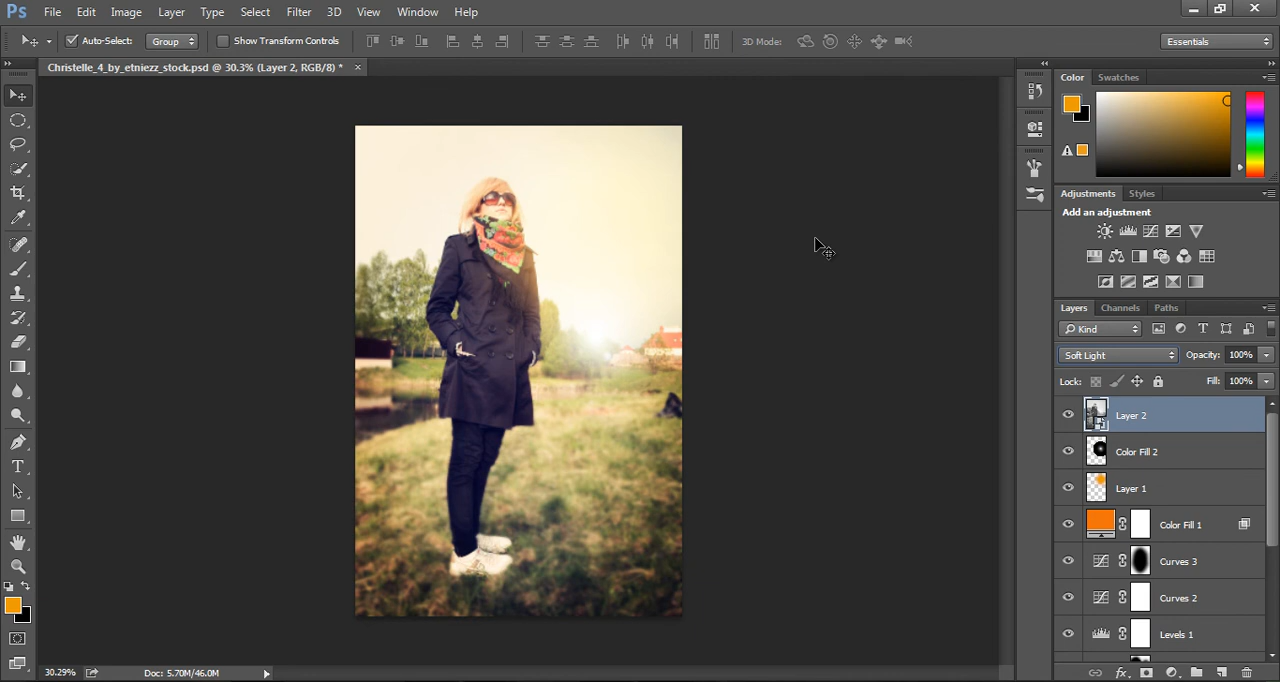 Ps File Edit Image Layer Type Select Filter 3D View Window Help
Auto-Select: Group Show Transform Controls 3D Mode: Essentials
Christelle_4_by_etniezz_stock.psd @ 30.3% (Layer 2, RGB/8) * ×
Color Swatches
Adjustments Styles
Add an adjustment
Layers Channels Paths
Kind
Soft Light Opacity: 100%
Lock: Fill: 100%
Layer 2
Color Fill 2
Layer 1
Color Fill 1
Curves 3
Curves 2
Levels 1
30.29% Doc: 5.70M/46.0M
fx